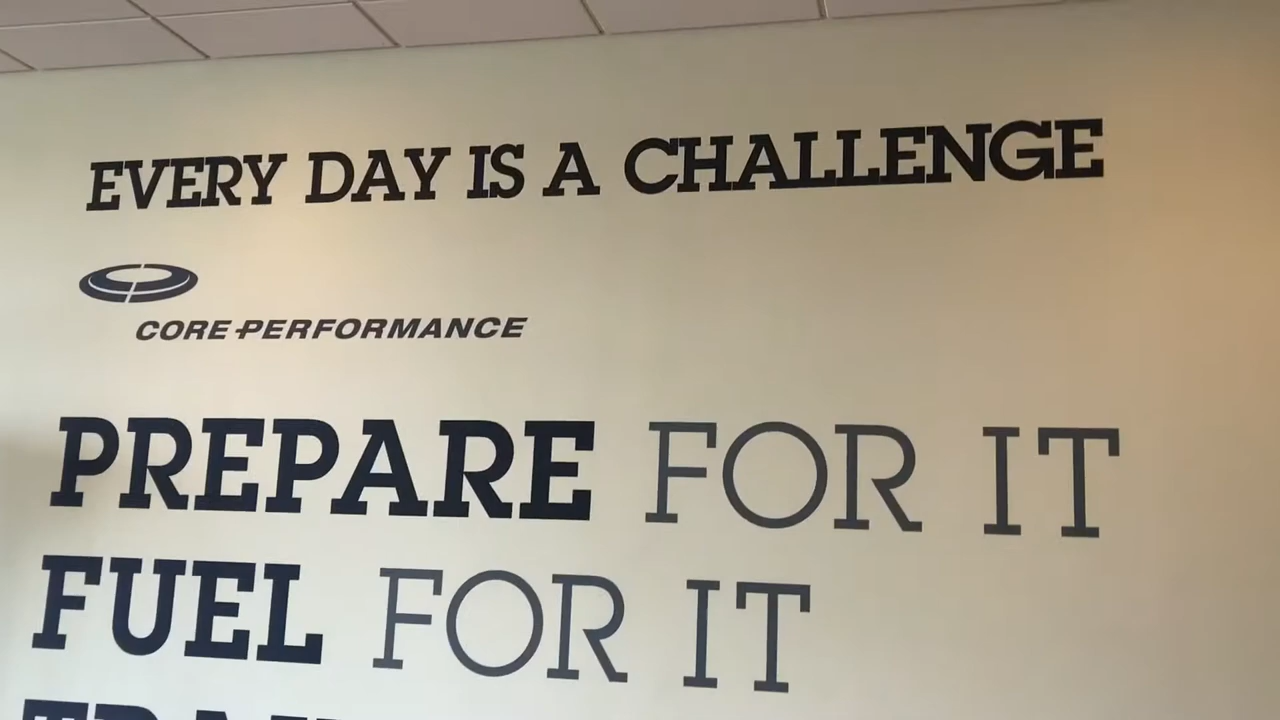 EVERY DAY IS A CHALLENGE
CORE PERFORMANCE
PREPARE FOR IT
FUEL FOR IT